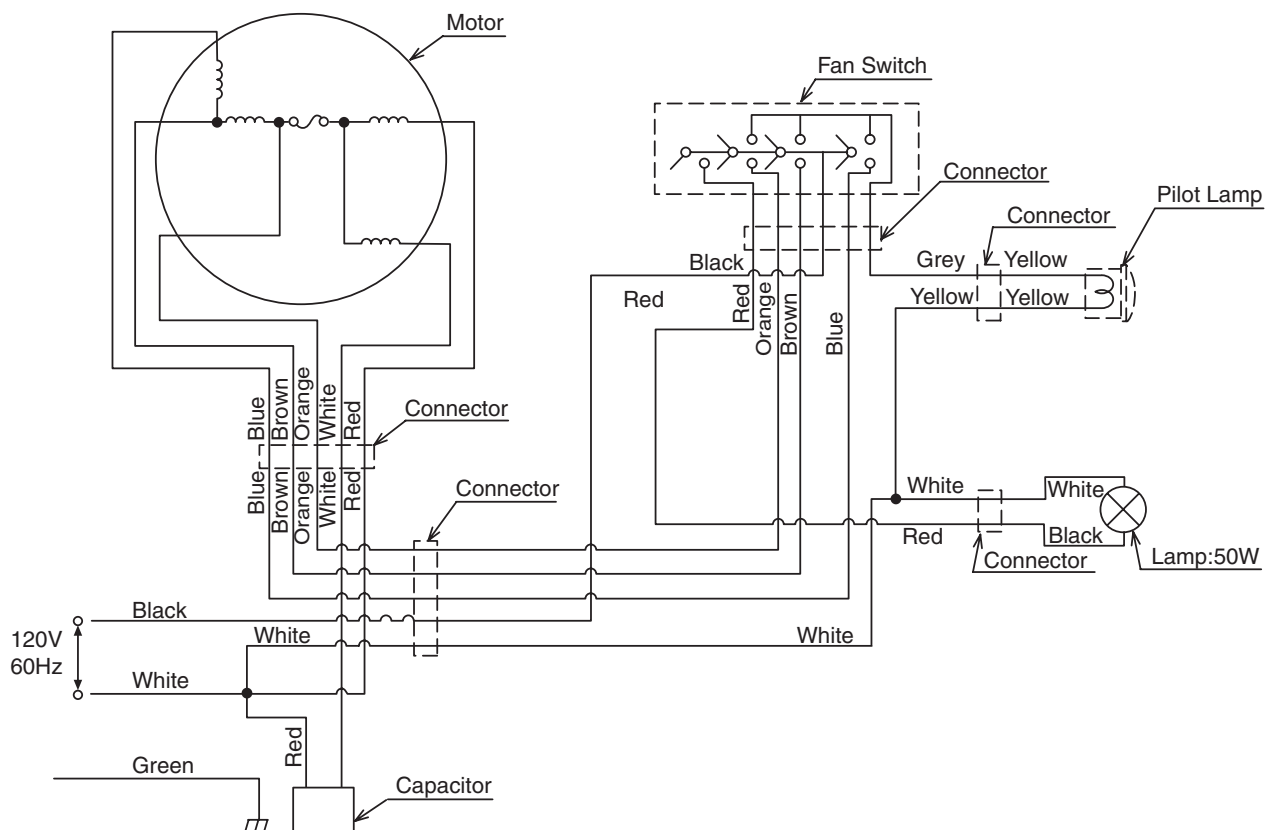 Motor
Fan Switch
Connector
Pilot Lamp
Connector
Black
Grey
Yellow
Red
Red
Orange
Brown
Blue
Yellow
Yellow
Blue
Brown
Orange
White
Red
Connector
Blue
Brown
Orange
White
Red
Connector
White
White
Red
Black
Connector
Lamp:50W
Black
120V
60Hz
White
White
White
Red
Green
Capacitor